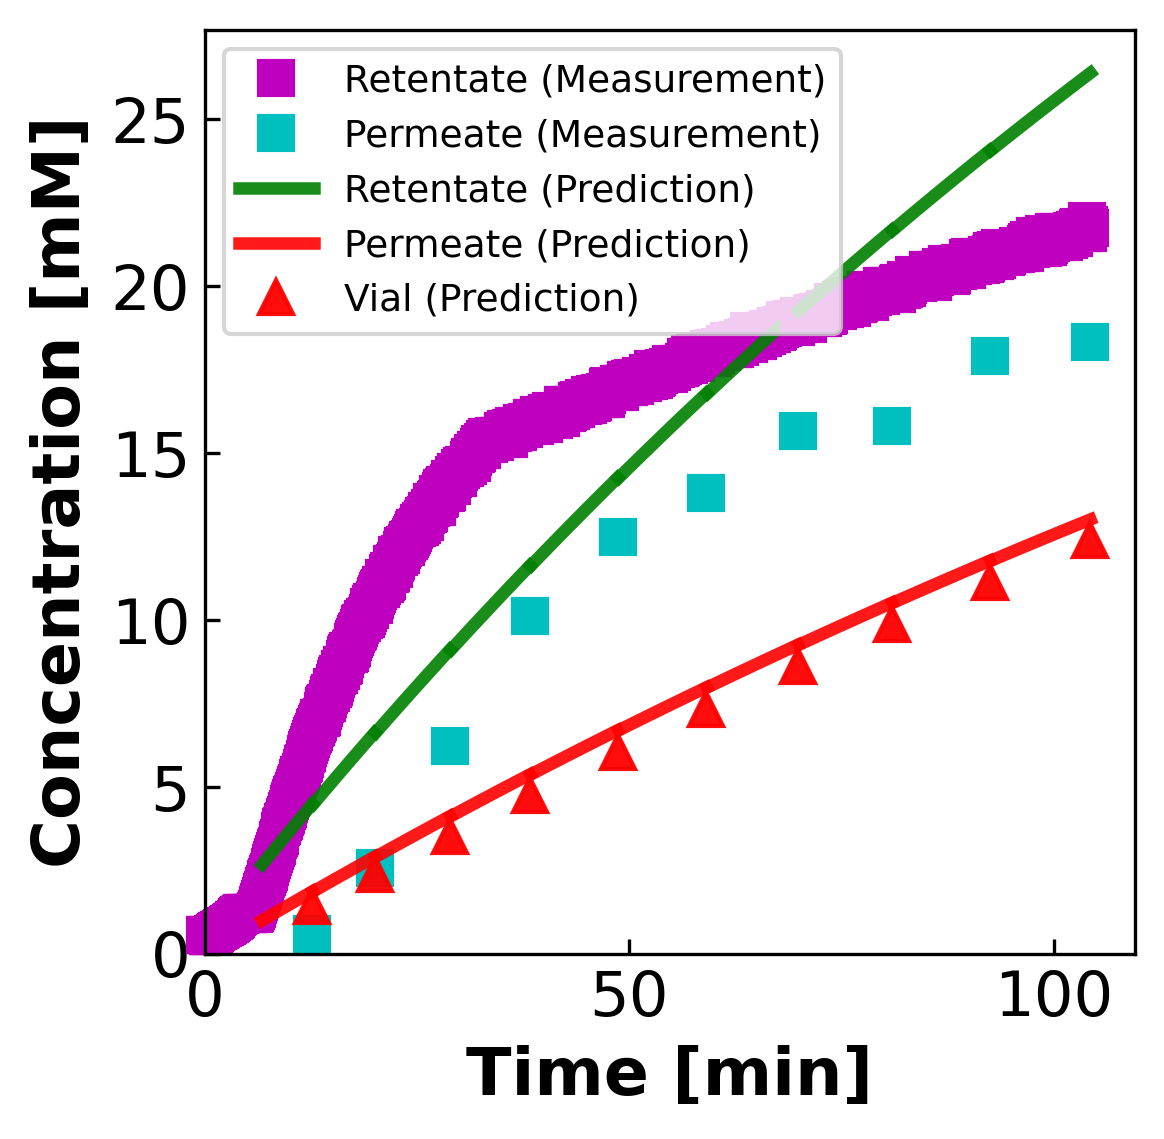 Concentration [mM]
25
20
15
10
5
0
Retentate (Measurement)
Permeate (Measurement)
Retentate (Prediction)
Permeate (Prediction)
Vial (Prediction)
0 50 100
Time [min]